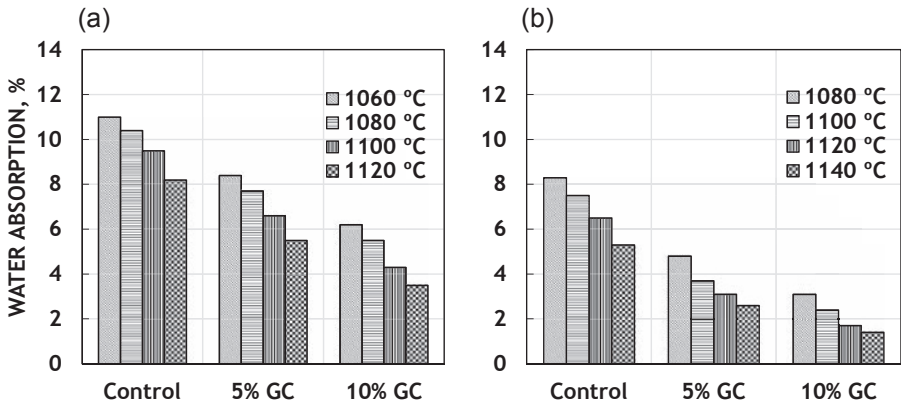 (a)
WATER ABSORPTION, %
14
12
10
8
6
4
2
0
1060 ºC
1080 ºC
1100 ºC
1120 ºC
Control
5% GC
10% GC
(b)
14
12
10
8
6
4
2
0
1080 ºC
1100 ºC
1120 ºC
1140 ºC
Control
5% GC
10% GC